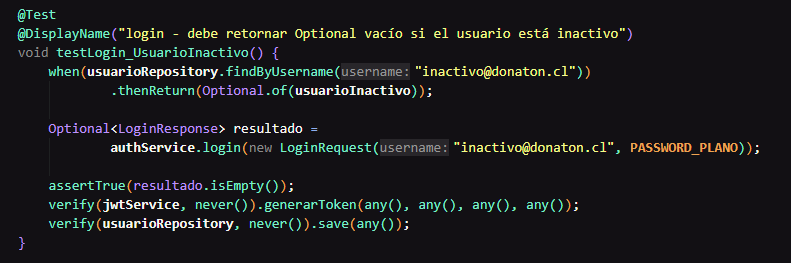 @Test
@DisplayName("login - debe retornar Optional vacío si el usuario está inactivo")
void testLogin_UsuarioInactivo() {
when(usuarioRepository.findByUsername(username: "inactivo@donaton.cl"))
.thenReturn(Optional.of(usuarioInactivo));
Optional<LoginResponse> resultado =
authService.login(new LoginRequest(username: "inactivo@donaton.cl", PASSWORD_PLANO));
assertTrue(resultado.isEmpty());
verify(jwtService, never()).generarToken(any(), any(), any(), any());
verify(usuarioRepository, never()).save(any());
}